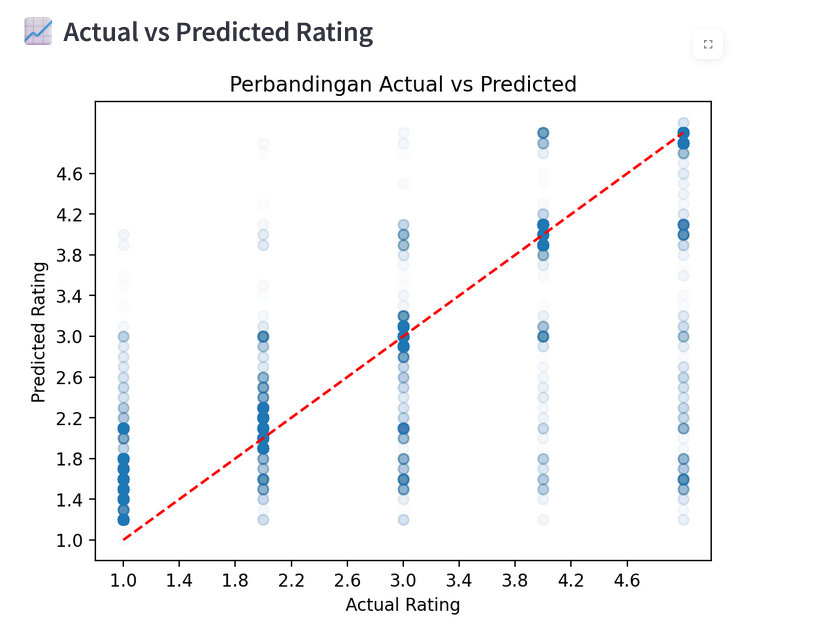 Actual vs Predicted Rating
Perbandingan Actual vs Predicted
4.6
4.2
3.8
3.4
3.0
2.6
2.2
1.8
1.4
1.0
Predicted Rating
1.0 1.4 1.8 2.2 2.6 3.0 3.4 3.8 4.2 4.6
Actual Rating